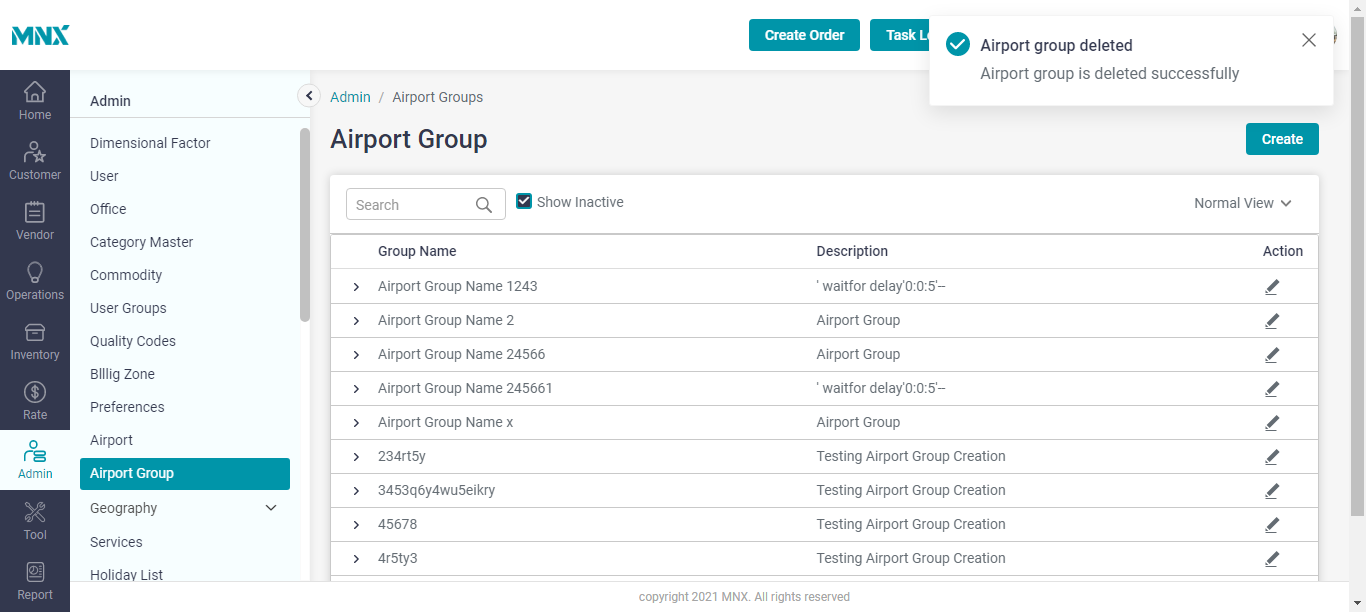 MNX
Create Order
Task Lo
Airport group deleted
Airport group is deleted successfully
Home
Customer
Vendor
Operations
Inventory
Rate
Admin
Tool
Report
Admin
Dimensional Factor
User
Office
Category Master
Commodity
User Groups
Quality Codes
Blllig Zone
Preferences
Airport
Airport Group
Geography
Services
Holiday List
Admin / Airport Groups
Airport Group
Create
Search
Show Inactive
Normal View
Group Name Description Action
Airport Group Name 1243 ' waitfor delay'0:0:5'--
Airport Group Name 2 Airport Group
Airport Group Name 24566 Airport Group
Airport Group Name 245661 ' waitfor delay'0:0:5'--
Airport Group Name x Airport Group
234rt5y Testing Airport Group Creation
3453q6y4wu5eikry Testing Airport Group Creation
45678 Testing Airport Group Creation
4r5ty3 Testing Airport Group Creation
copyright 2021 MNX. All rights reserved